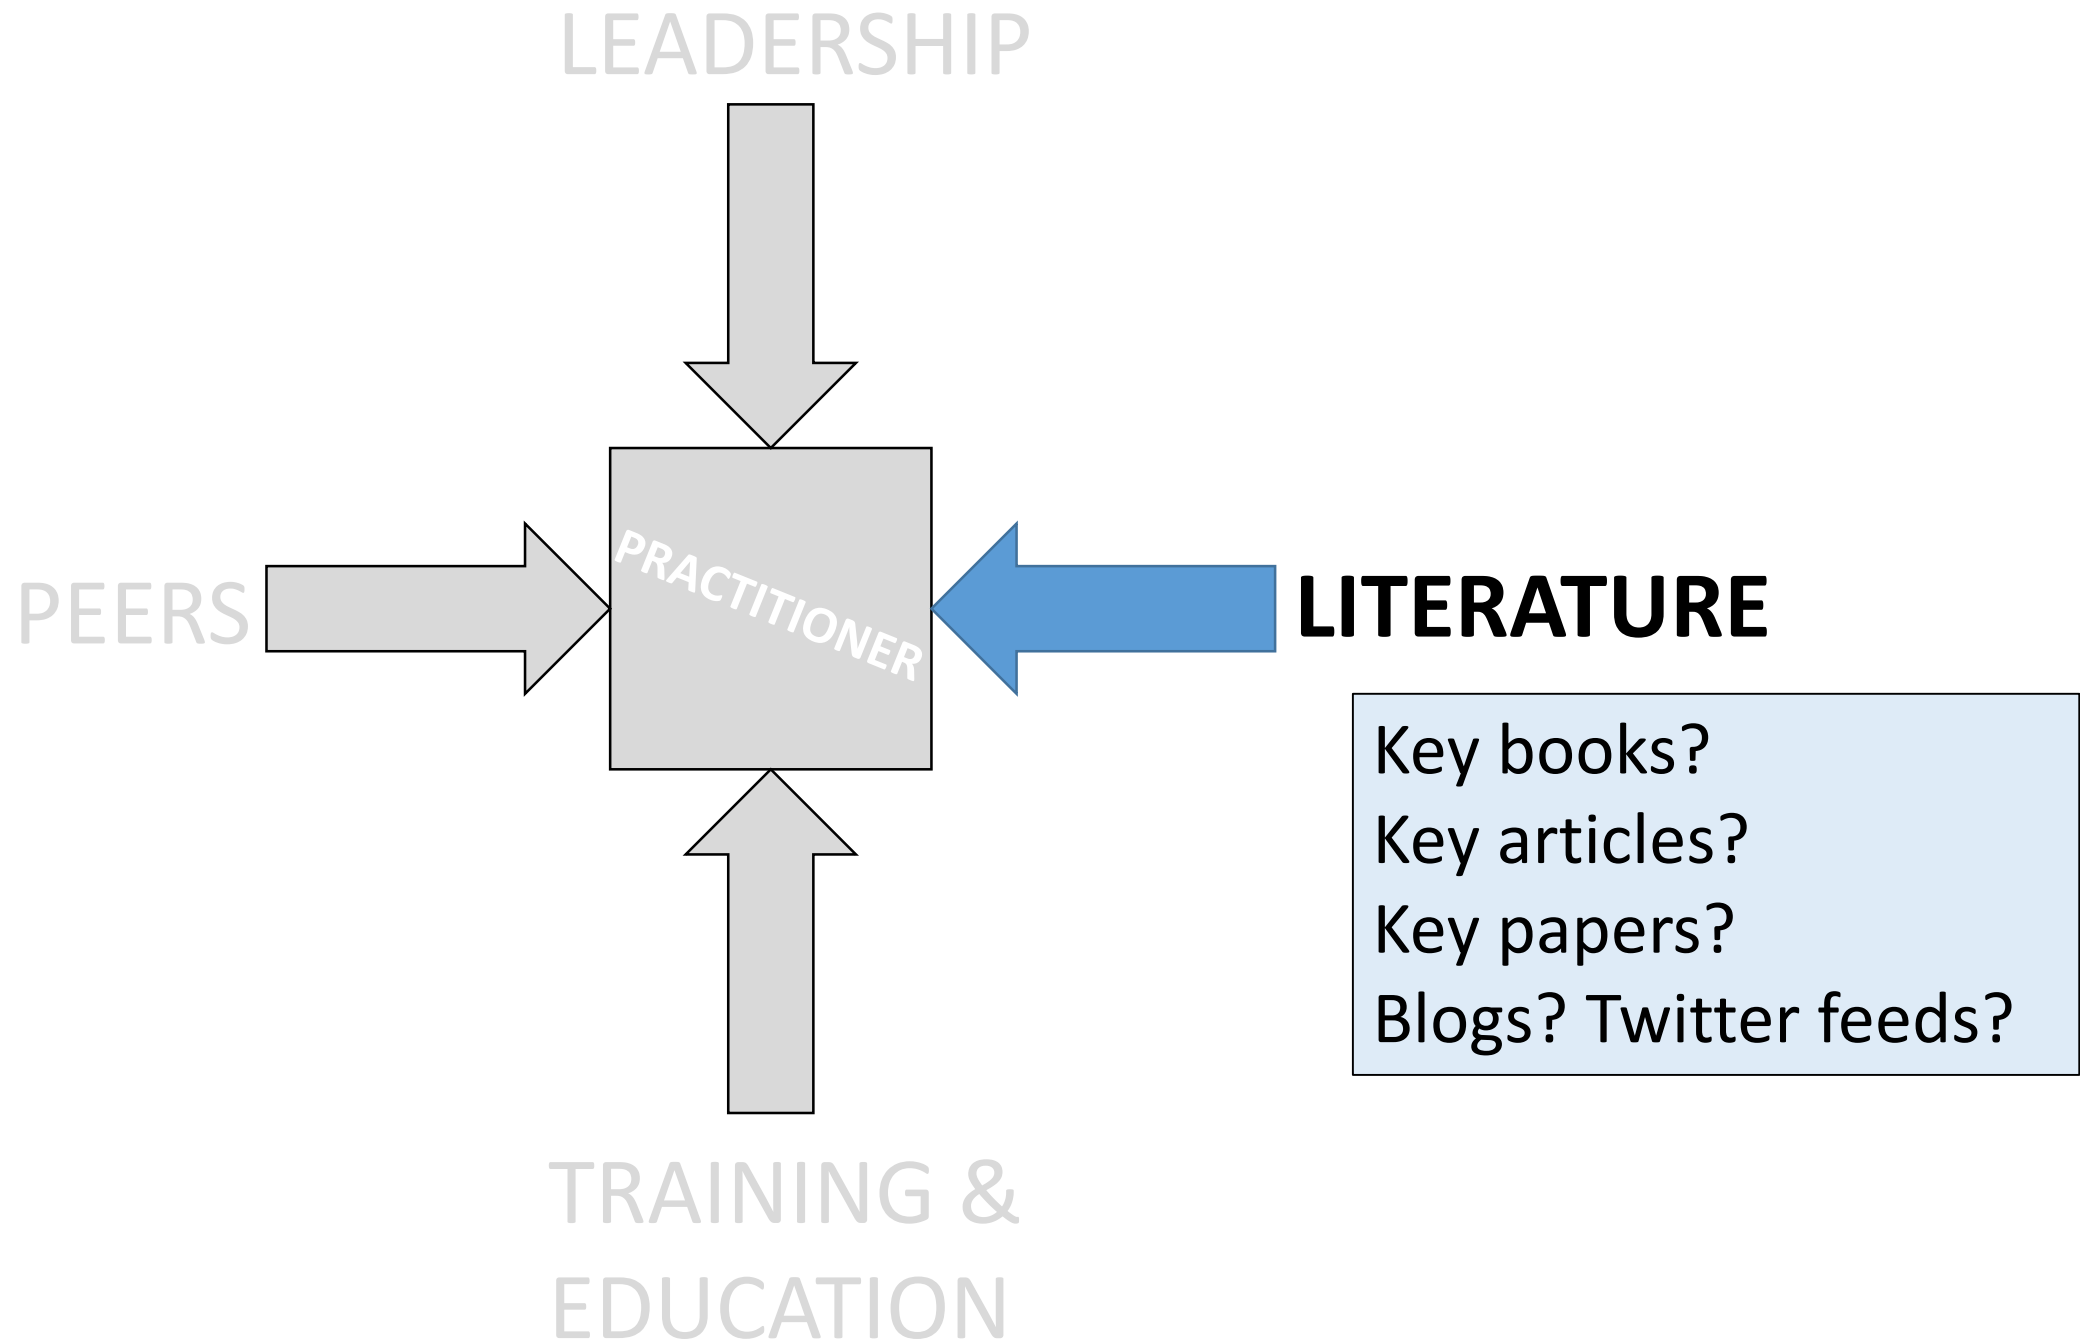 LEADERSHIP
PEERS
PRACTITIONER
LITERATURE
Key books?
Key articles?
Key papers?
Blogs? Twitter feeds?
TRAINING &
EDUCATION